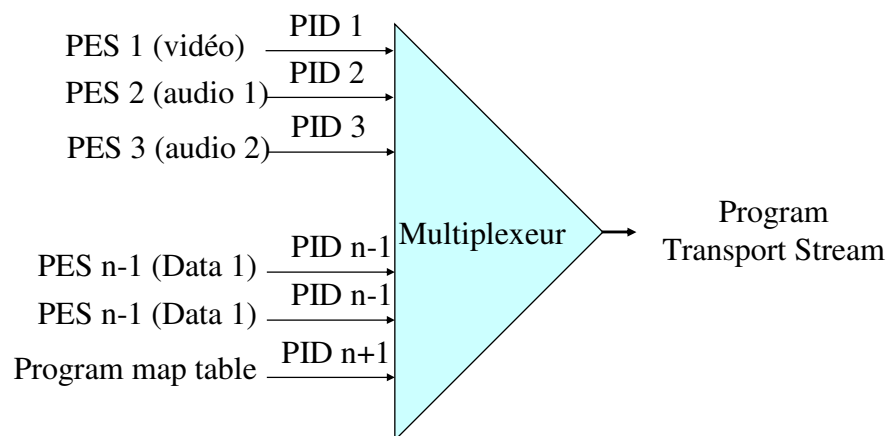 PES 1 (vidéo) PID 1
PES 2 (audio 1) PID 2
PES 3 (audio 2) PID 3
Multiplexeur
Program
Transport Stream
PES n-1 (Data 1) PID n-1
PES n-1 (Data 1) PID n-1
Program map table PID n+1